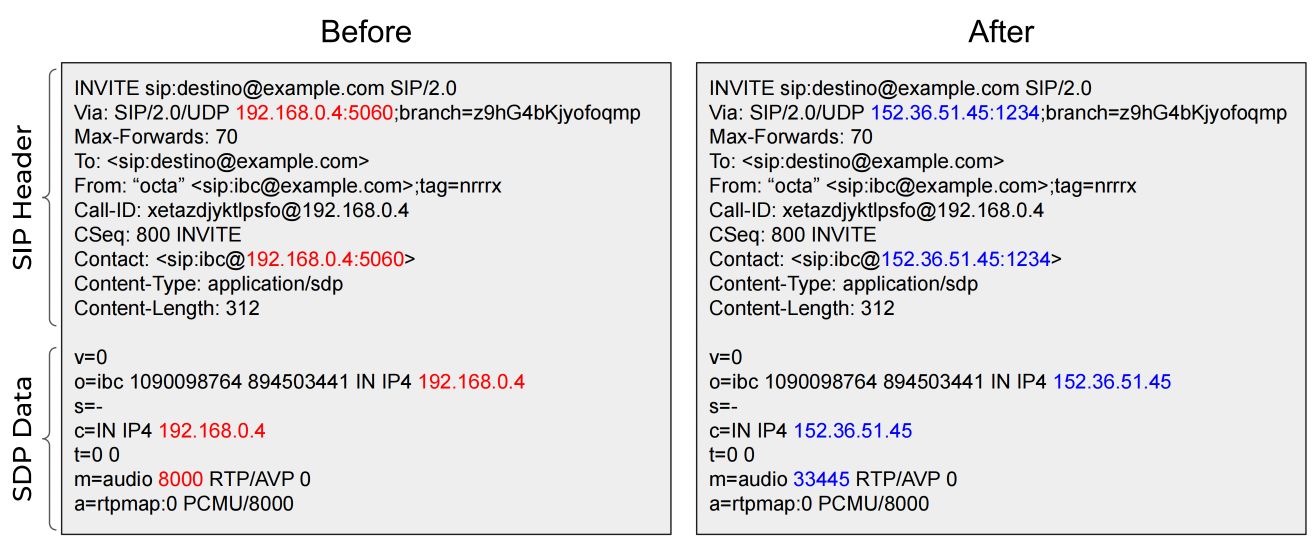 Before
SIP Header
INVITE sip:destino@example.com SIP/2.0
Via: SIP/2.0/UDP 192.168.0.4:5060;branch=z9hG4bKjyofoqmp
Max-Forwards: 70
To: <sip:destino@example.com>
From: “octa” <sip:ibc@example.com>;tag=nrrrx
Call-ID: xetazdjyktlpsfo@192.168.0.4
CSeq: 800 INVITE
Contact: <sip:ibc@192.168.0.4:5060>
Content-Type: application/sdp
Content-Length: 312
SDP Data
v=0
o=ibc 1090098764 894503441 IN IP4 192.168.0.4
s=-
c=IN IP4 192.168.0.4
t=0 0
m=audio 8000 RTP/AVP 0
a=rtpmap:0 PCMU/8000
After
INVITE sip:destino@example.com SIP/2.0
Via: SIP/2.0/UDP 152.36.51.45:1234;branch=z9hG4bKjyofoqmp
Max-Forwards: 70
To: <sip:destino@example.com>
From: “octa” <sip:ibc@example.com>;tag=nrrrx
Call-ID: xetazdjyktlpsfo@192.168.0.4
CSeq: 800 INVITE
Contact: <sip:ibc@152.36.51.45:1234>
Content-Type: application/sdp
Content-Length: 312
v=0
o=ibc 1090098764 894503441 IN IP4 152.36.51.45
s=-
c=IN IP4 152.36.51.45
t=0 0
m=audio 33445 RTP/AVP 0
a=rtpmap:0 PCMU/8000